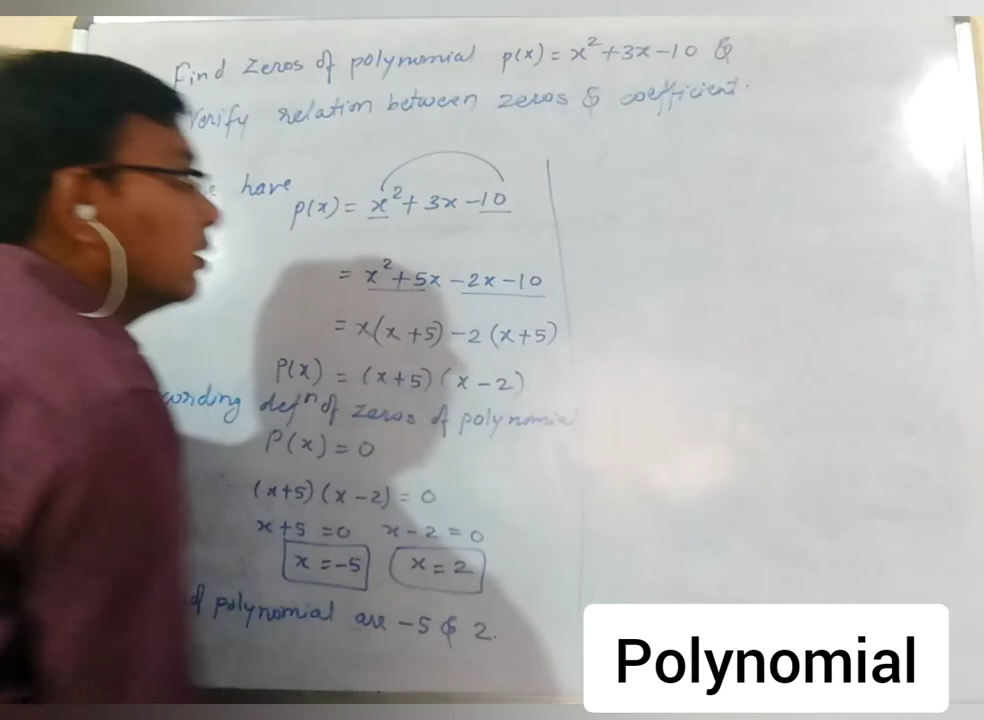 Find zeros of polynomial p(x) = x²+3x-10 &
Verify relation between zeros & coefficient.
have
p(x) = x²+3x-10
= x²+5x-2x-10
= x(x+5)-2(x+5)
P(x) = (x+5)(x-2)
defⁿ of zeros of polynomial
P(x)=0
(x+5)(x-2)=0
x+5=0 x-2=0
x=-5 x=2
of polynomial are -5 & 2.
Polynomial